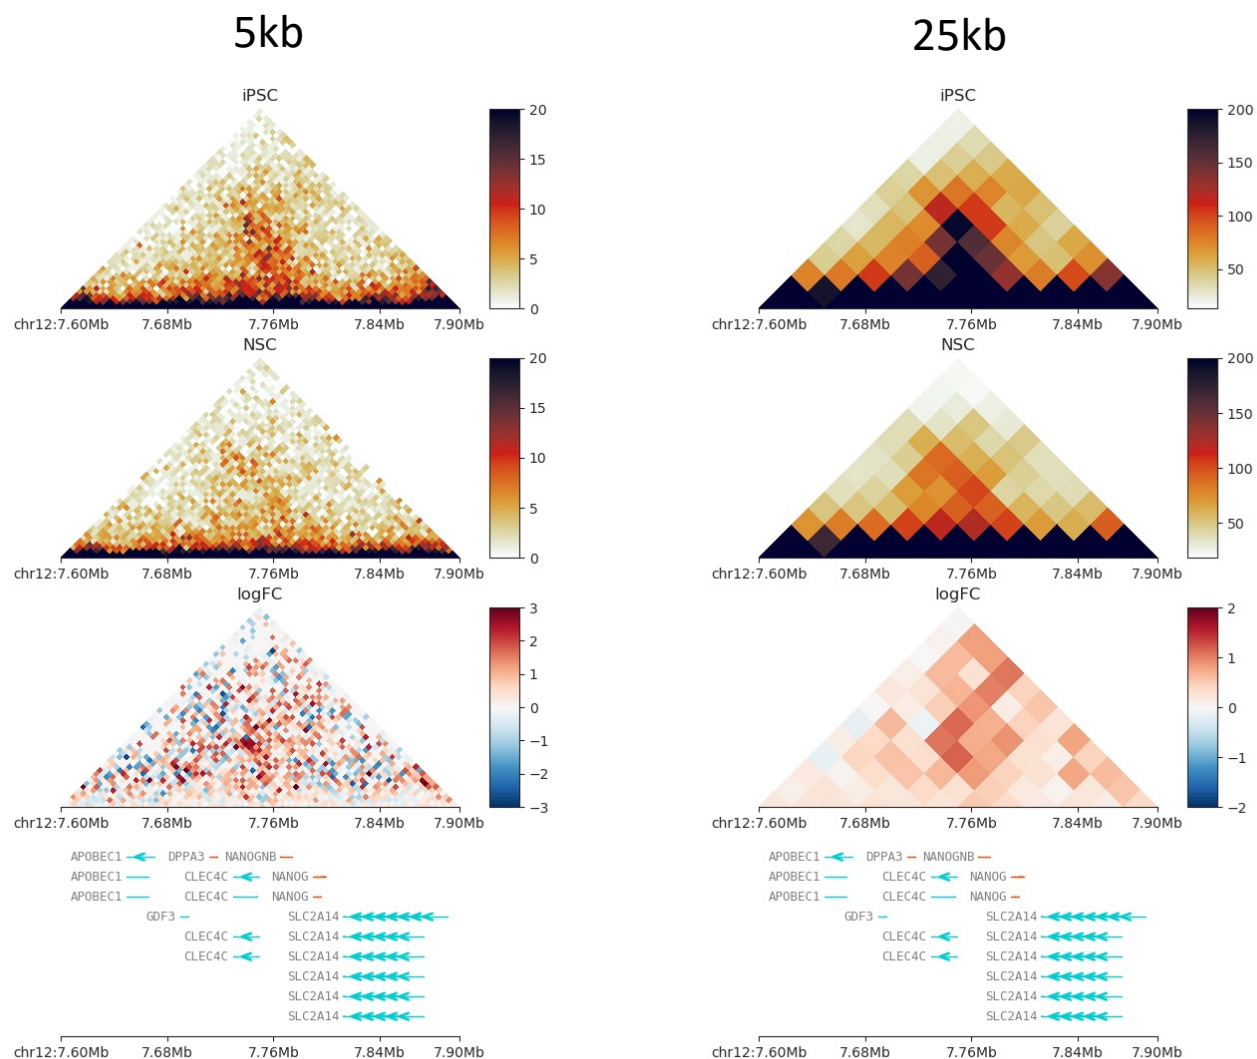 5kb
25kb
iPSC
20
15
10
5
0
chr12:7.60Mb 7.68Mb 7.76Mb 7.84Mb 7.90Mb
NSC
20
15
10
5
0
chr12:7.60Mb 7.68Mb 7.76Mb 7.84Mb 7.90Mb
logFC
3
2
1
0
−1
−2
−3
chr12:7.60Mb 7.68Mb 7.76Mb 7.84Mb 7.90Mb
APOBEC1 DPPA3 NANOGNB
APOBEC1 CLEC4C NANOG
APOBEC1 CLEC4C NANOG
GDF3 SLC2A14
CLEC4C SLC2A14
CLEC4C SLC2A14
SLC2A14
SLC2A14
SLC2A14
chr12:7.60Mb 7.68Mb 7.76Mb 7.84Mb 7.90Mb
iPSC
200
150
100
50
chr12:7.60Mb 7.68Mb 7.76Mb 7.84Mb 7.90Mb
NSC
200
150
100
50
chr12:7.60Mb 7.68Mb 7.76Mb 7.84Mb 7.90Mb
logFC
2
1
0
−1
−2
chr12:7.60Mb 7.68Mb 7.76Mb 7.84Mb 7.90Mb
APOBEC1 DPPA3 NANOGNB
APOBEC1 CLEC4C NANOG
APOBEC1 CLEC4C NANOG
GDF3 SLC2A14
CLEC4C SLC2A14
CLEC4C SLC2A14
SLC2A14
SLC2A14
SLC2A14
chr12:7.60Mb 7.68Mb 7.76Mb 7.84Mb 7.90Mb